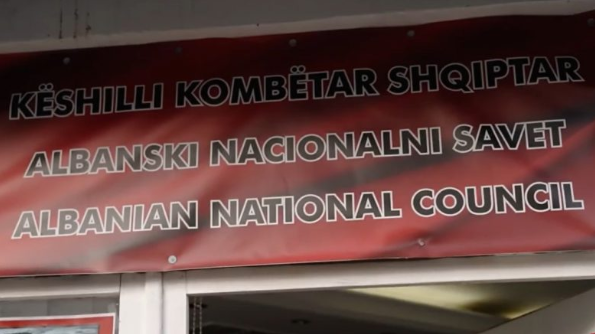 KËSHILLI KOMBËTAR SHQIPTAR
ALBANSKI NACIONALNI SAVET
ALBANIAN NATIONAL COUNCIL